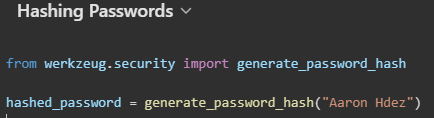 Hashing Passwords
from werkzeug.security import generate_password_hash
hashed_password = generate_password_hash("Aaron Hdez")